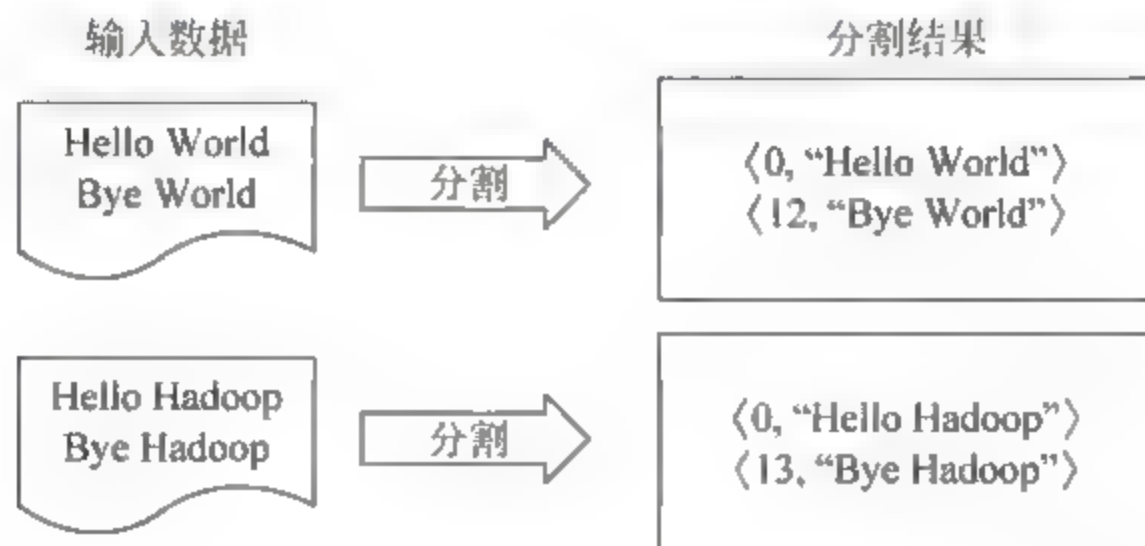 输入数据
Hello World
Bye World
分割
分割结果
〈0, “Hello World”〉
〈12, “Bye World”〉
Hello Hadoop
Bye Hadoop
分割
〈0, “Hello Hadoop”〉
〈13, “Bye Hadoop”〉